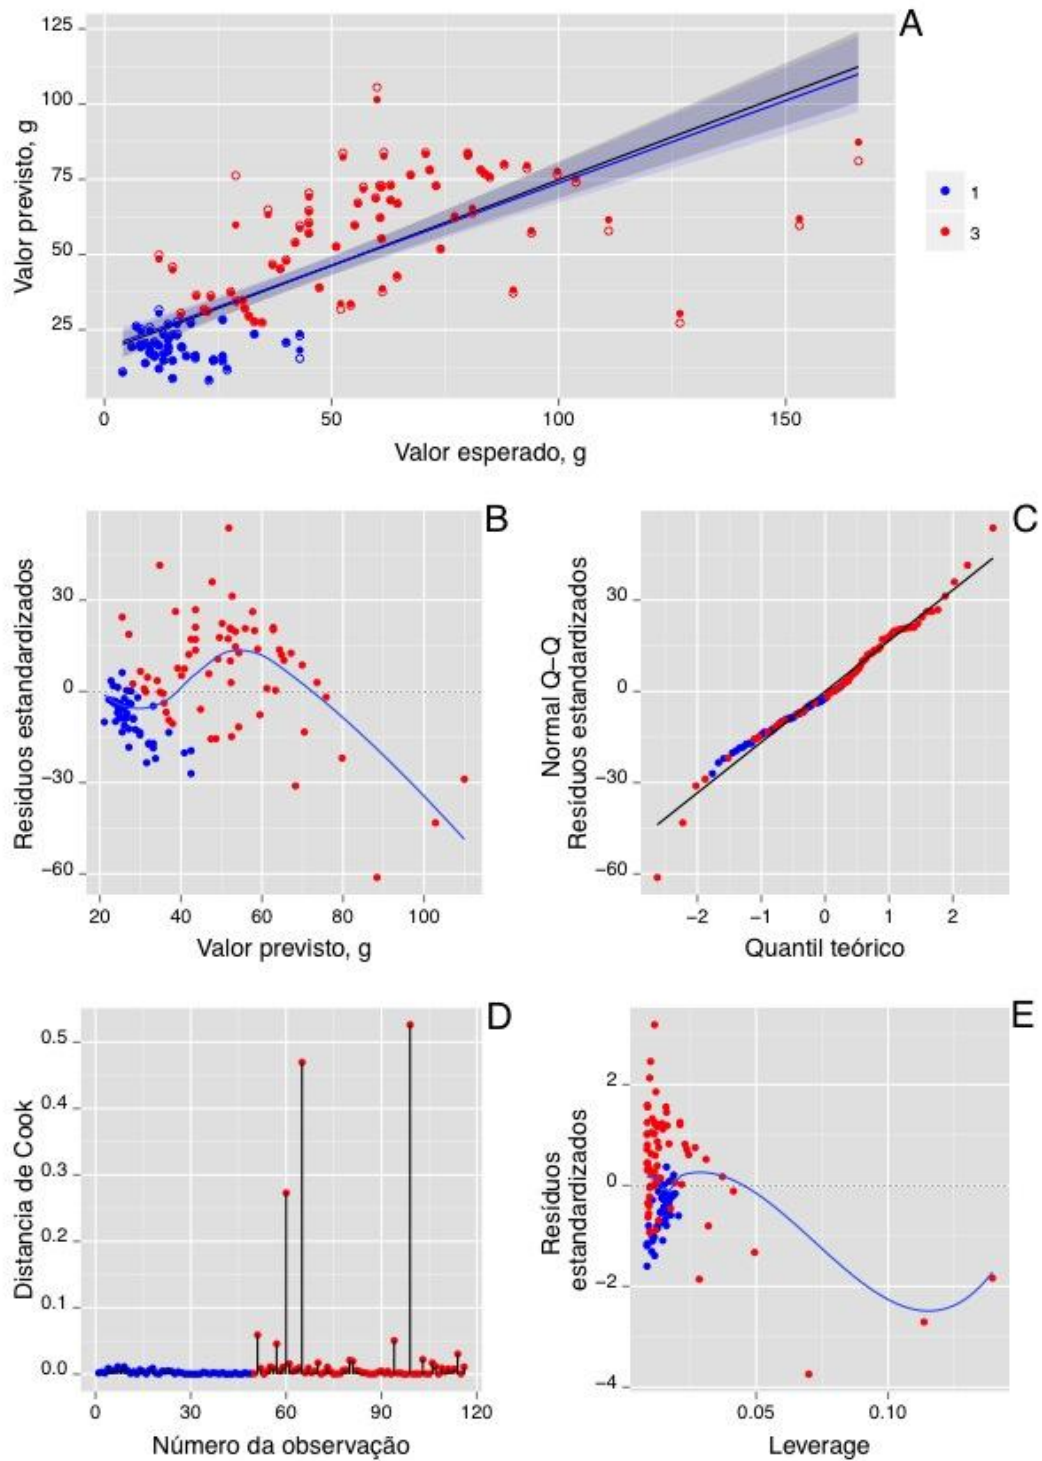 A
125
100
75
50
25
Valor previsto, g
0
50
100
150
Valor esperado, g
1
3
B
30
0
−30
−60
Resíduos estandardizados
20
40
60
80
100
Valor previsto, g
C
Normal Q−Q
Resíduos estandardizados
30
0
−30
−60
−2
−1
0
1
2
Quantil teórico
D
0.5
0.4
0.3
0.2
0.1
0.0
Distancia de Cook
0
30
60
90
120
Número da observação
E
Resíduos
estandardizados
2
0
−2
−4
0.05
0.10
Leverage